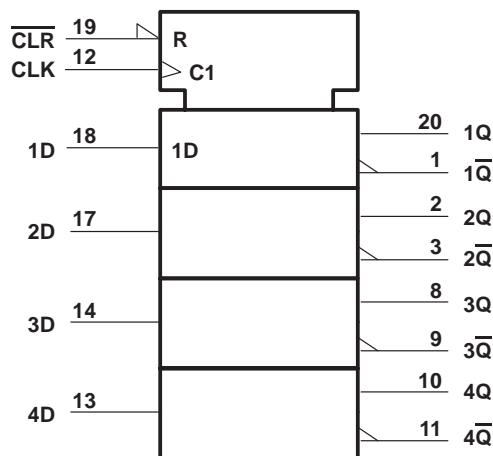 C̅L̅R̅ 19 R
CLK 12 C1
1D 18 1D 20 1Q
1 1Q̅
2D 17 2 2Q
3 2Q̅
3D 14 8 3Q
9 3Q̅
4D 13 10 4Q
11 4Q̅